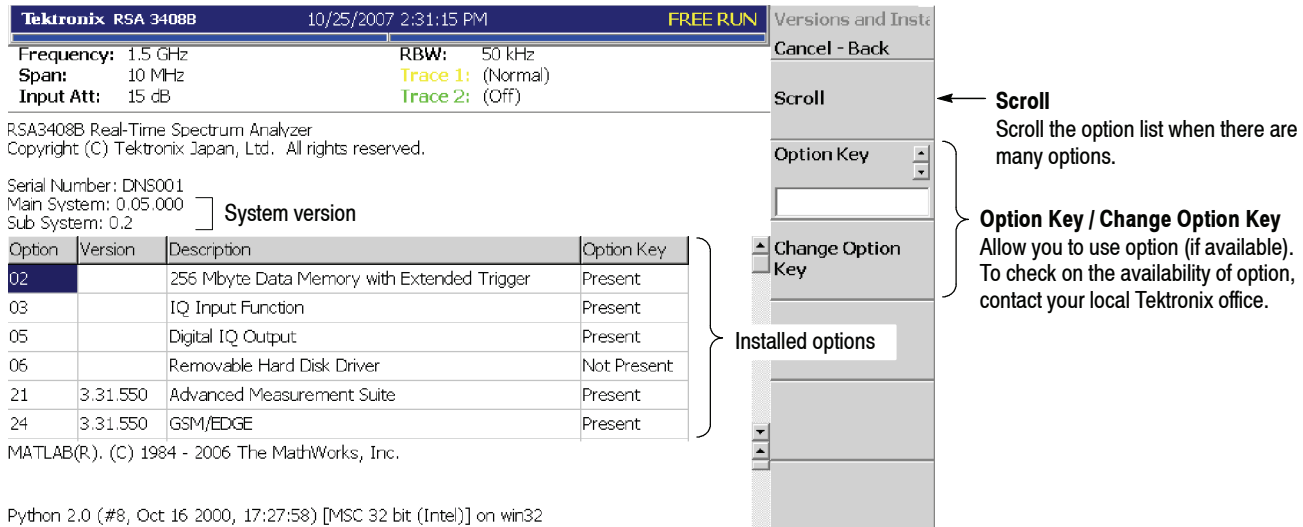 Tektronix RSA 3408B 10/25/2007 2:31:15 PM FREE RUN
Frequency: 1.5 GHz RBW: 50 kHz
Span: 10 MHz Trace 1: (Normal)
Input Att: 15 dB Trace 2: (Off)
RSA3408B Real-Time Spectrum Analyzer
Copyright (C) Tektronix Japan, Ltd. All rights reserved.
Serial Number: DNS001
Main System: 0.05.000
Sub System: 0.2
System version
Option Version Description Option Key
02 256 Mbyte Data Memory with Extended Trigger Present
03 IQ Input Function Present
05 Digital IQ Output Present
06 Removable Hard Disk Driver Not Present
21 3.31.550 Advanced Measurement Suite Present
24 3.31.550 GSM/EDGE Present
Installed options
MATLAB(R). (C) 1984 - 2006 The MathWorks, Inc.
Python 2.0 (#8, Oct 16 2000, 17:27:58) [MSC 32 bit (Intel)] on win32
Versions and Insta
Cancel - Back
Scroll
Option Key
Change Option
Key
Scroll
Scroll the option list when there are
many options.
Option Key / Change Option Key
Allow you to use option (if available).
To check on the availability of option,
contact your local Tektronix office.